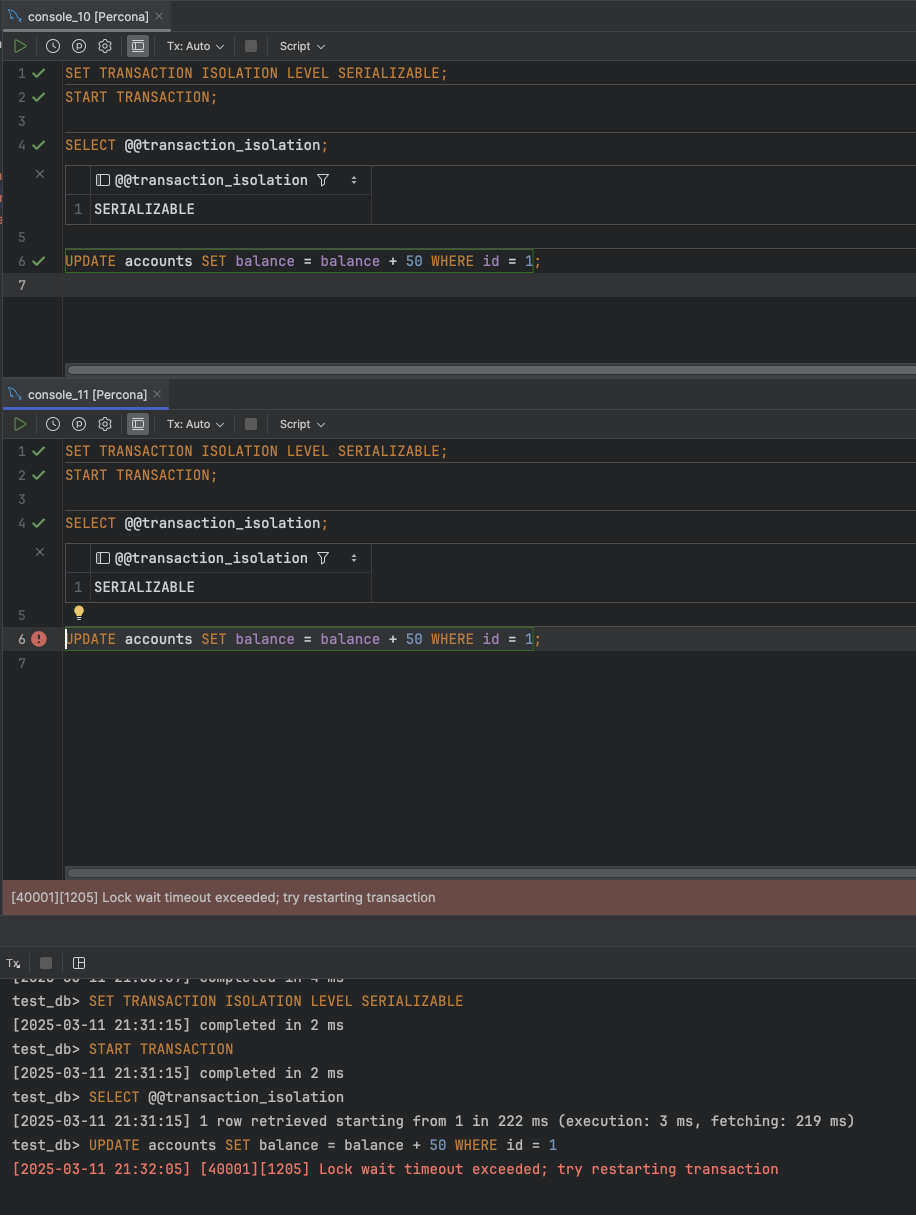 console_10 [Percona]
Tx: Auto
Script
1 SET TRANSACTION ISOLATION LEVEL SERIALIZABLE;
2 START TRANSACTION;
3
4 SELECT @@transaction_isolation;
@@transaction_isolation
1 SERIALIZABLE
5
6 UPDATE accounts SET balance = balance + 50 WHERE id = 1;
7
console_11 [Percona]
Tx: Auto
Script
1 SET TRANSACTION ISOLATION LEVEL SERIALIZABLE;
2 START TRANSACTION;
3
4 SELECT @@transaction_isolation;
@@transaction_isolation
1 SERIALIZABLE
5
6 UPDATE accounts SET balance = balance + 50 WHERE id = 1;
7
[40001][1205] Lock wait timeout exceeded; try restarting transaction
Tx
completed in 4 ms
test_db> SET TRANSACTION ISOLATION LEVEL SERIALIZABLE
[2025-03-11 21:31:15] completed in 2 ms
test_db> START TRANSACTION
[2025-03-11 21:31:15] completed in 2 ms
test_db> SELECT @@transaction_isolation
[2025-03-11 21:31:15] 1 row retrieved starting from 1 in 222 ms (execution: 3 ms, fetching: 219 ms)
test_db> UPDATE accounts SET balance = balance + 50 WHERE id = 1
[2025-03-11 21:32:05] [40001][1205] Lock wait timeout exceeded; try restarting transaction